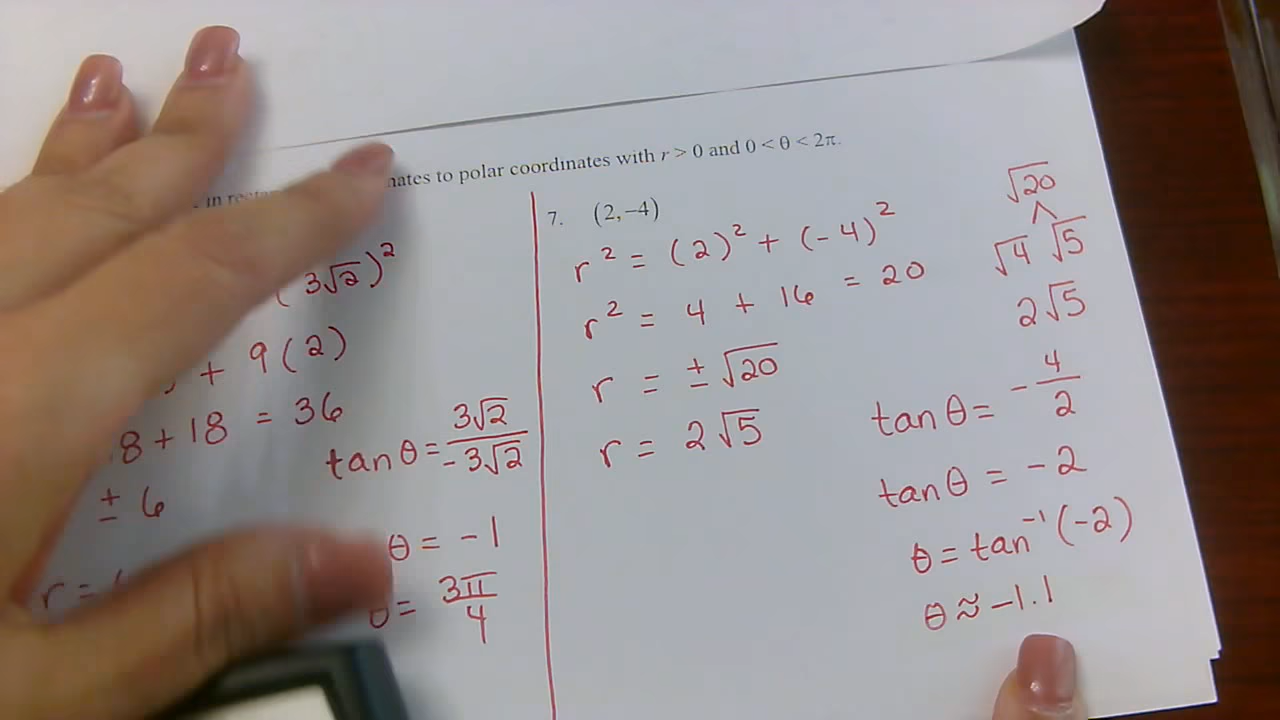 in nates to polar coordinates with r > 0 and 0 < θ < 2π.
(3√2)²
+ 9(2)
8 + 18 = 36
± 6
r =
tan θ = 3√2 / -3√2
θ = -1
θ = 3π / 4
7. (2,-4)
r² = (2)² + (-4)²
r² = 4 + 16 = 20
r = ± √20
r = 2√5
√20
√4 √5
2√5
tan θ = - 4 / 2
tan θ = -2
θ = tan⁻¹(-2)
θ ≈ -1.1